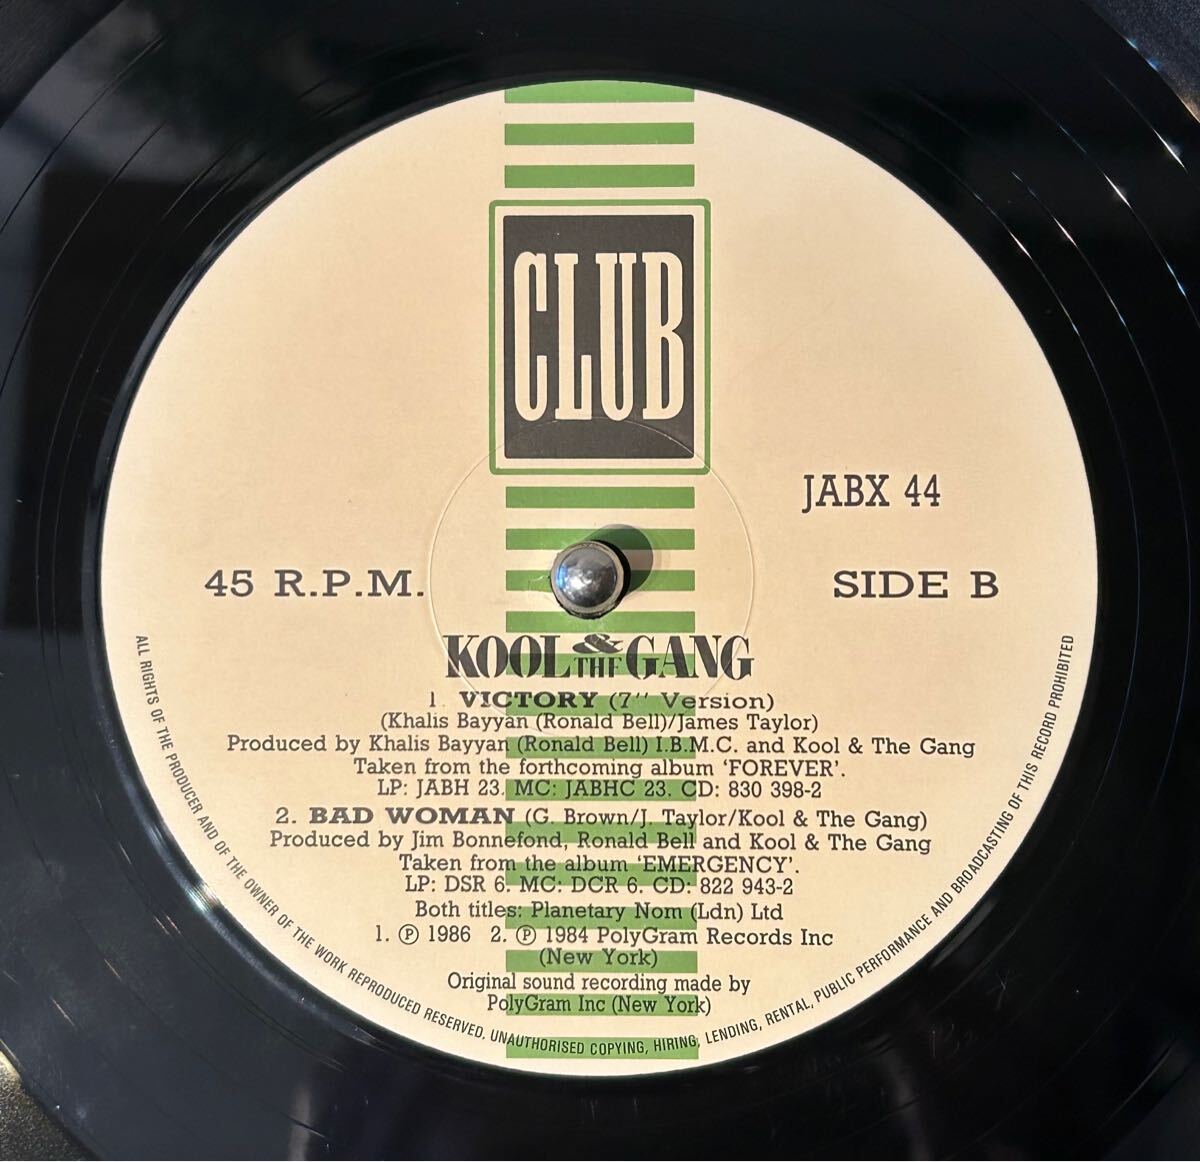 CLUB
JABX 44
45 R.P.M.
SIDE B
KOOL & THE GANG
1. VICTORY (7" Version)
(Khalis Bayyan (Ronald Bell)/James Taylor)
Produced by Khalis Bayyan (Ronald Bell) I.B.M.C. and Kool & The Gang
Taken from the forthcoming album 'FOREVER'.
LP: JABH 23. MC: JABHC 23. CD: 830 398-2
2. BAD WOMAN (G. Brown/J. Taylor/Kool & The Gang)
Produced by Jim Bonnefond, Ronald Bell and Kool & The Gang
Taken from the album 'EMERGENCY'.
LP: DSR 6. MC: DCR 6. CD: 822 943-2
Both titles: Planetary Nom (Ldn) Ltd
1. ℗ 1986 2. ℗ 1984 PolyGram Records Inc
(New York)
Original sound recording made by
PolyGram Inc (New York)
ALL RIGHTS OF THE PRODUCER AND OF THE OWNER OF THE WORK REPRODUCED RESERVED. UNAUTHORISED COPYING, HIRING, LENDING, RENTAL, PUBLIC PERFORMANCE AND BROADCASTING OF THIS RECORD PROHIBITED